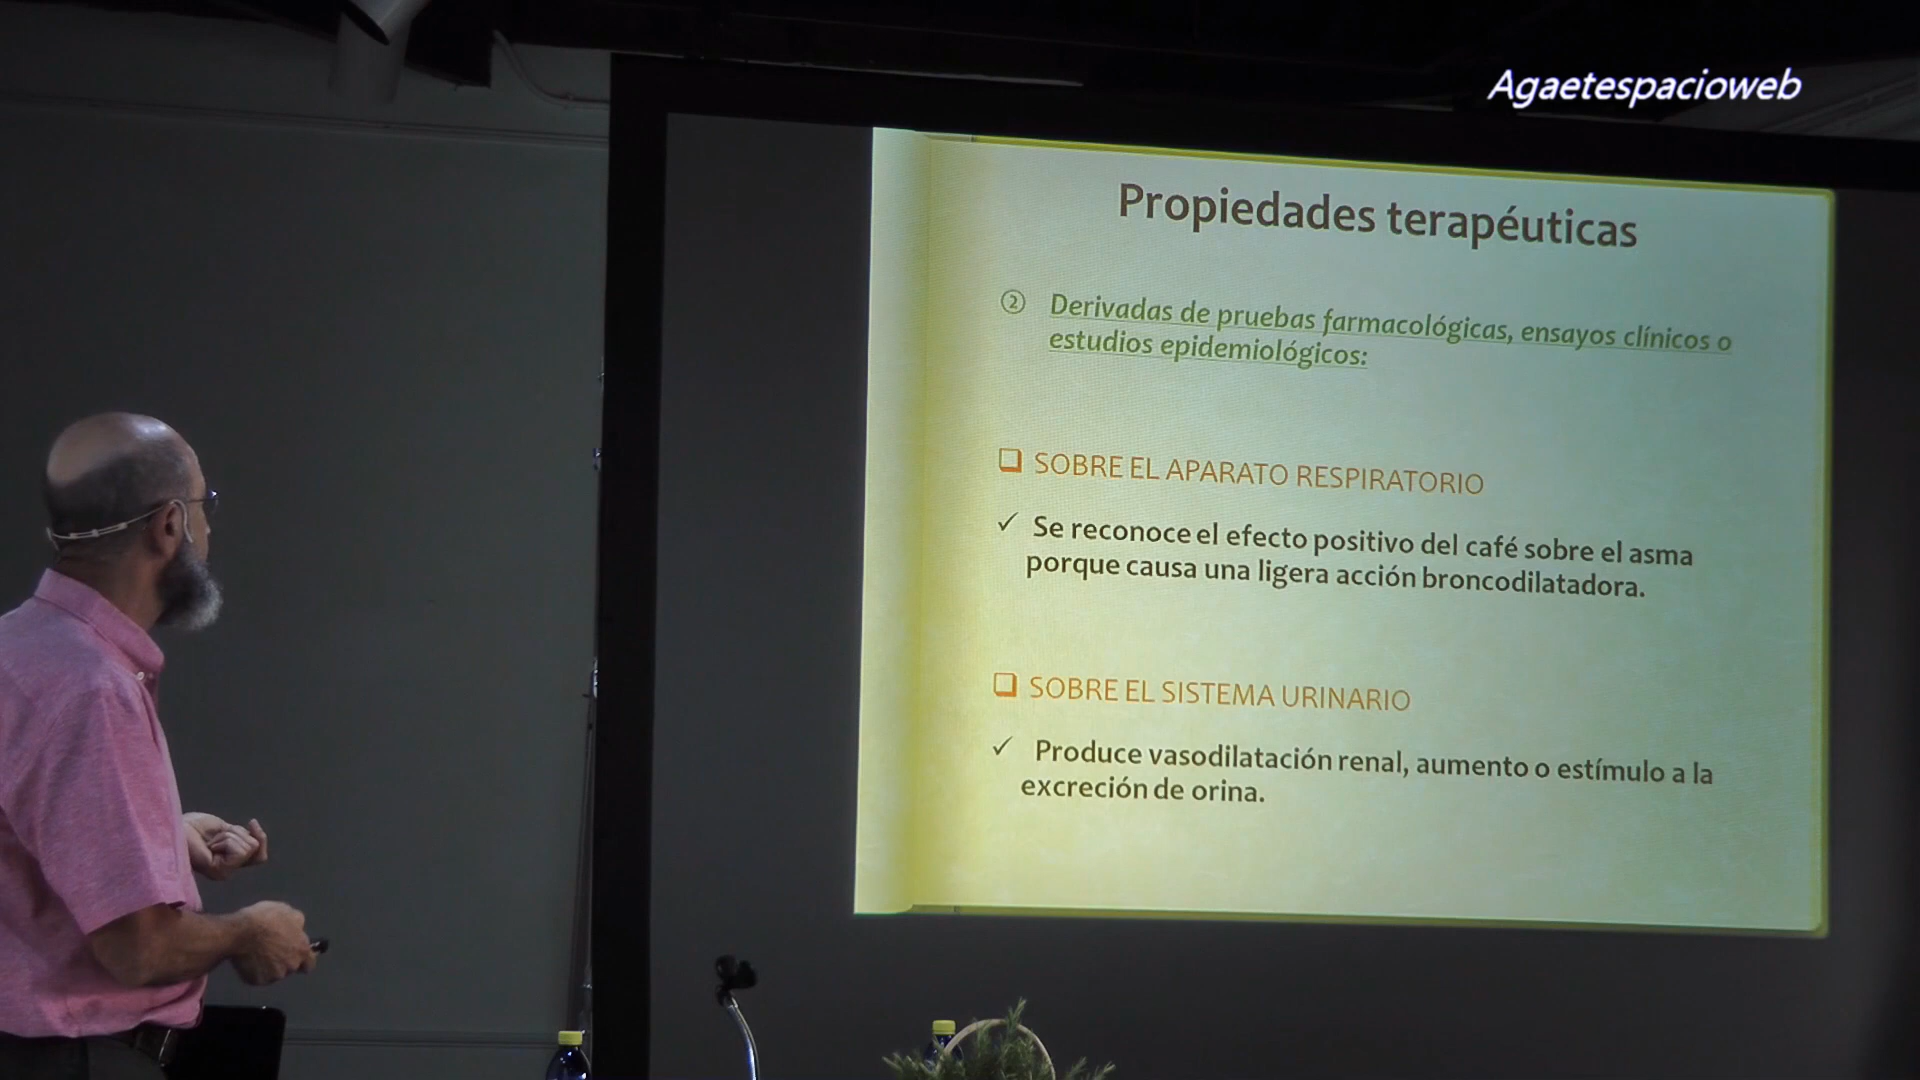 Agaetespacioweb
Propiedades terapéuticas
② Derivadas de pruebas farmacológicas, ensayos clínicos o
estudios epidemiológicos:
❑ SOBRE EL APARATO RESPIRATORIO
✓ Se reconoce el efecto positivo del café sobre el asma
porque causa una ligera acción broncodilatadora.
❑ SOBRE EL SISTEMA URINARIO
✓ Produce vasodilatación renal, aumento o estímulo a la
excreción de orina.